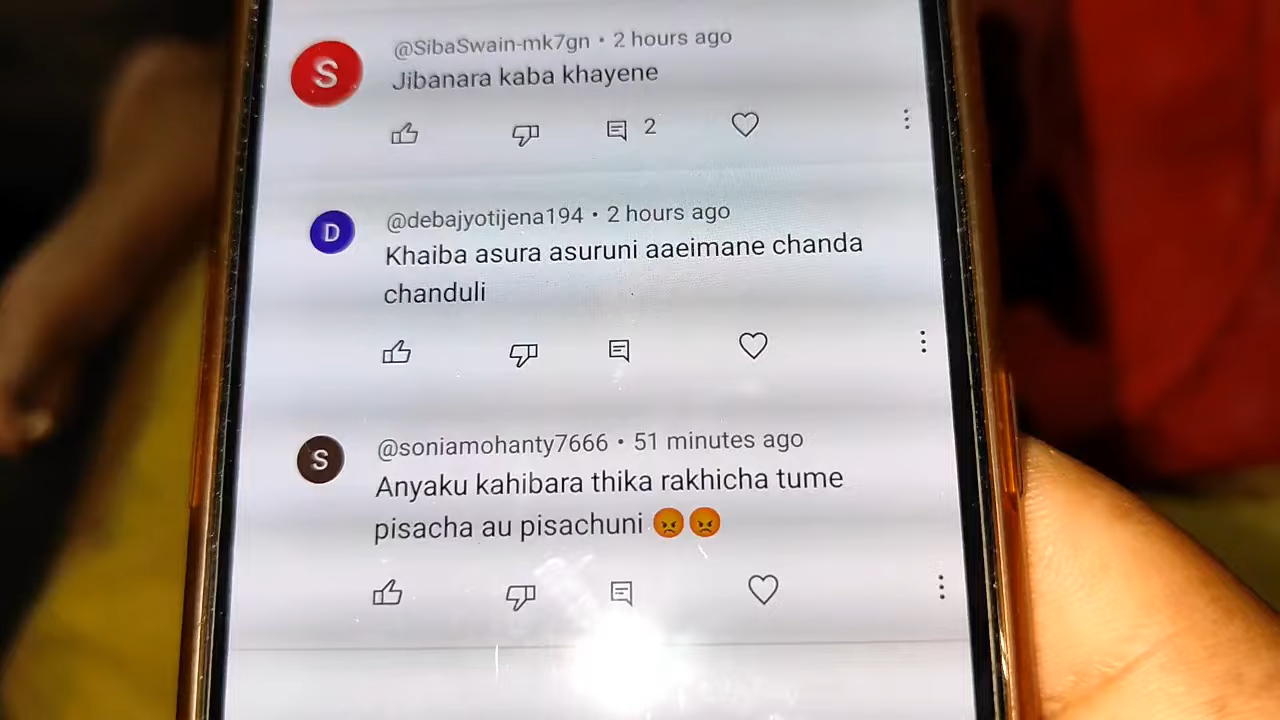 S
@SibaSwain-mk7gn • 2 hours ago
Jibanara kaba khayene
2
D
@debajyotijena194 • 2 hours ago
Khaiba asura asuruni aaeimane chanda
chanduli
S
@soniamohanty7666 • 51 minutes ago
Anyaku kahibara thika rakhicha tume
pisacha au pisachuni 😡😡